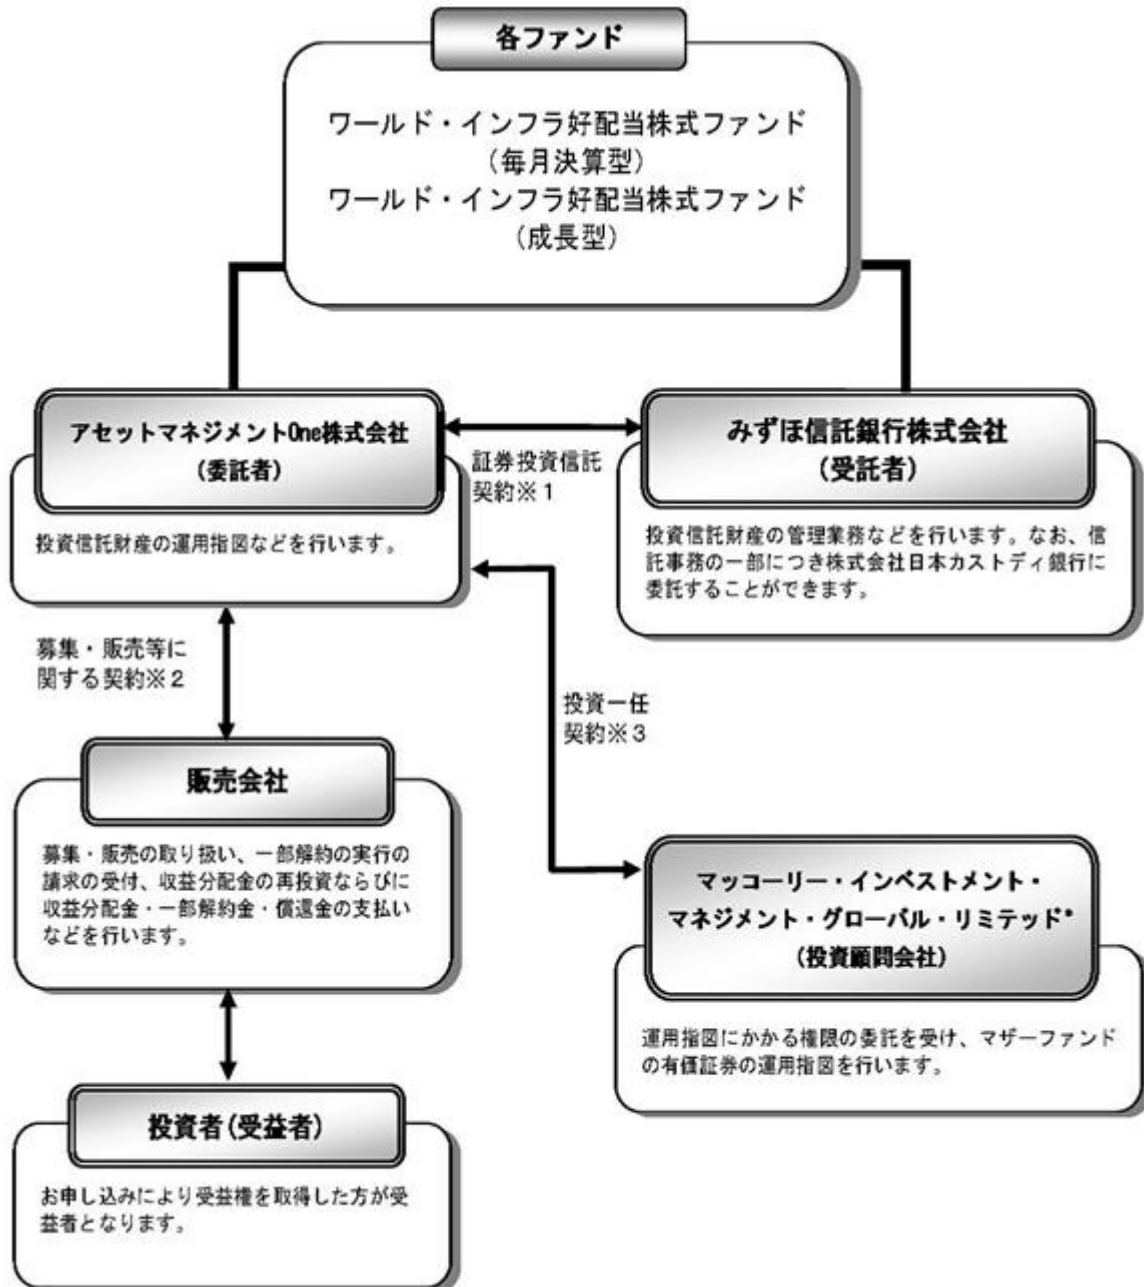 各ファンド
ワールド・インフラ好配当株式ファンド
（毎月決算型）
ワールド・インフラ好配当株式ファンド
（成長型）
アセットマネジメントOne株式会社
（委託者）
投資信託財産の運用指図などを行います。
証券投資信託
契約※1
みずほ信託銀行株式会社
（受託者）
投資信託財産の管理業務などを行います。なお、信
託事務の一部につき株式会社日本カストディ銀行に
委託することができます。
募集・販売等に
関する契約※2
投資一任
契約※3
販売会社
募集・販売の取り扱い、一部解約の実行の
請求の受付、収益分配金の再投資ならびに
収益分配金・一部解約金・償還金の支払い
などを行います。
マッコーリー・インベストメント・
マネジメント・グローバル・リミテッド*
（投資顧問会社）
運用指図にかかる権限の委託を受け、マザーファンド
の有価証券の運用指図を行います。
投資者（受益者）
お申し込みにより受益権を取得した方が受
益者となります。